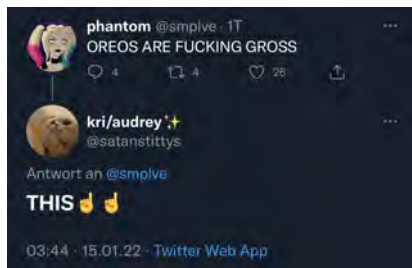 phantom @smplve · 1T
OREOS ARE FUCKING GROSS
4 4 26
kri/audrey✨
@satanstittys
Antwort an @smplve
THIS☝️☝️
03:44 · 15.01.22 · Twitter Web App